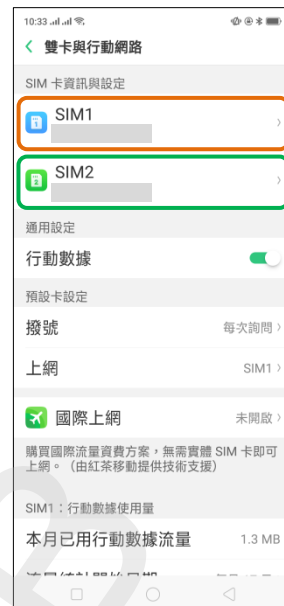 10:33
雙卡與行動網路
SIM 卡資訊與設定
SIM1
SIM2
通用設定
行動數據
預設卡設定
撥號 每次詢問
上網 SIM1
國際上網 未開啟
購買國際流量資費方案，無需實體 SIM 卡即可
上網。（由紅茶移動提供技術支援）
SIM1：行動數據使用量
本月已用行動數據流量 1.3 MB